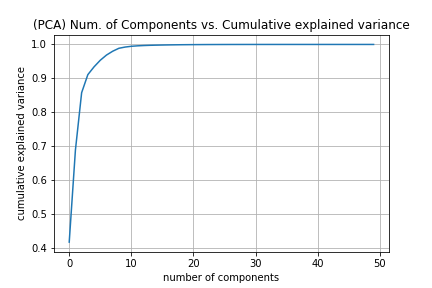 (PCA) Num. of Components vs. Cumulative explained variance
1.0
0.9
0.8
0.7
0.6
0.5
0.4
cumulative explained variance
0 10 20 30 40 50
number of components